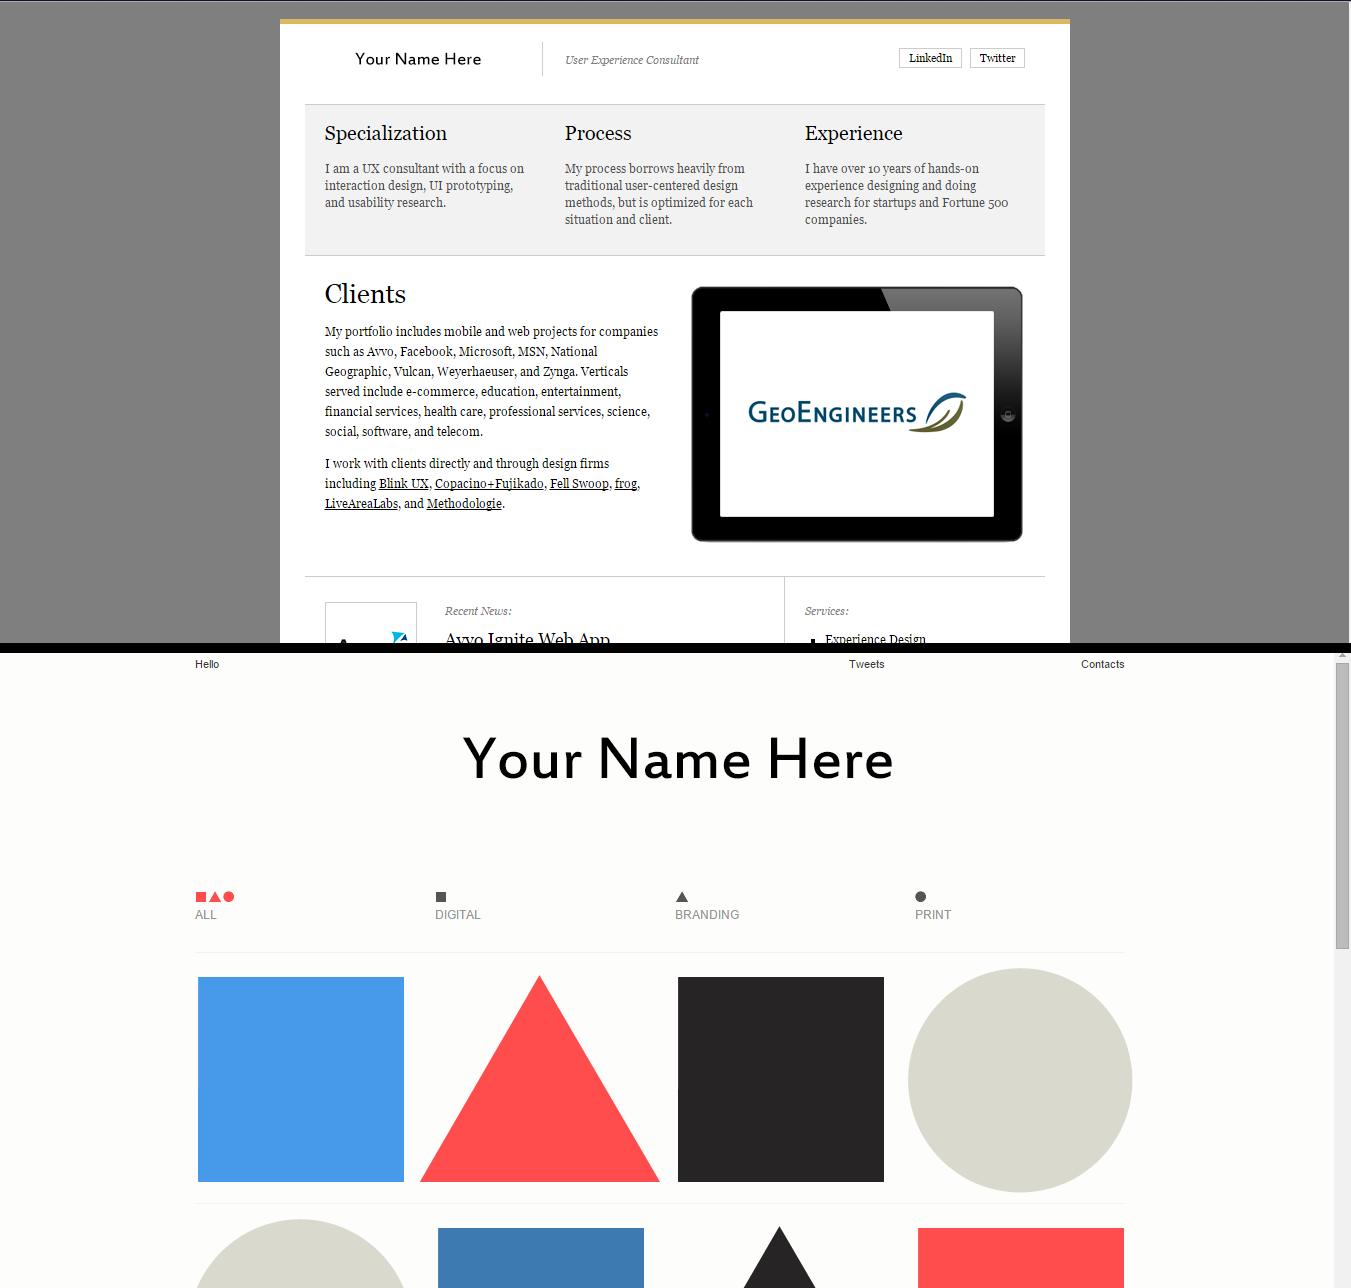 Your Name Here
User Experience Consultant
LinkedIn
Twitter
Specialization
I am a UX consultant with a focus on
interaction design, UI prototyping,
and usability research.
Process
My process borrows heavily from
traditional user-centered design
methods, but is optimized for each
situation and client.
Experience
I have over 10 years of hands-on
experience designing and doing
research for startups and Fortune 500
companies.
Clients
My portfolio includes mobile and web projects for companies
such as Avvo, Facebook, Microsoft, MSN, National
Geographic, Vulcan, Weyerhaeuser, and Zynga. Verticals
served include e-commerce, education, entertainment,
financial services, health care, professional services, science,
social, software, and telecom.
I work with clients directly and through design firms
including Blink UX, Copacino+Fujikado, Fell Swoop, frog,
LiveAreaLabs, and Methodologie.
GEOENGINEERS
Recent News:
Avvo Ignite Web App
Services:
Experience Design
Hello
Tweets
Contacts
Your Name Here
ALL
DIGITAL
BRANDING
PRINT